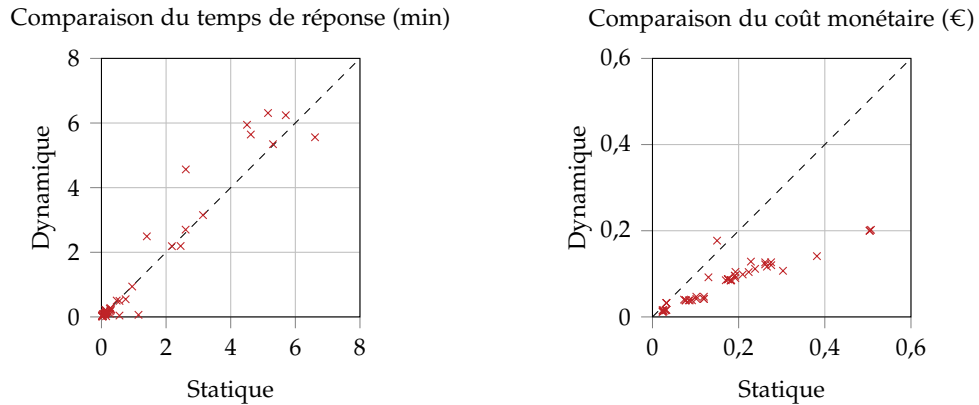 Comparaison du temps de réponse (min)
8
6
4
2
0
0 2 4 6 8
Dynamique
Statique
Comparaison du coût monétaire (€)
0,6
0,4
0,2
0
0 0,2 0,4 0,6
Dynamique
Statique